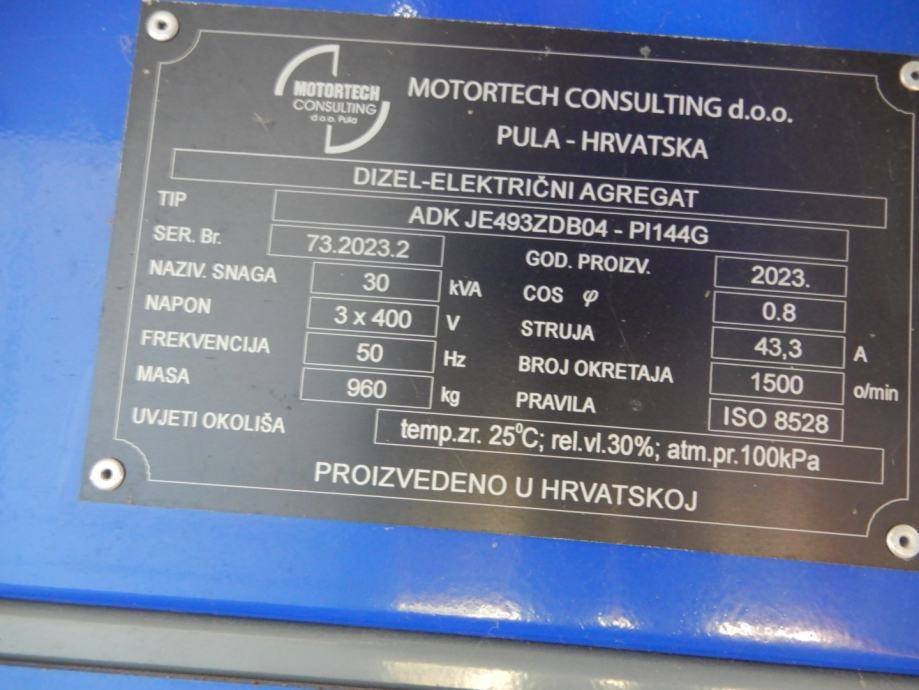 MOTORTECH
CONSULTING
d.o.o. Pula
MOTORTECH CONSULTING d.o.o.
PULA - HRVATSKA
DIZEL-ELEKTRIČNI AGREGAT
TIP ADK JE493ZDB04 - PI144G
SER. Br. 73.2023.2 GOD. PROIZV. 2023.
NAZIV. SNAGA 30 kVA COS φ 0.8
NAPON 3 x 400 V STRUJA 43,3 A
FREKVENCIJA 50 Hz BROJ OKRETAJA 1500 o/min
MASA 960 kg PRAVILA ISO 8528
UVJETI OKOLIŠA temp.zr. 25⁰C; rel.vl.30%; atm.pr.100kPa
PROIZVEDENO U HRVATSKOJ